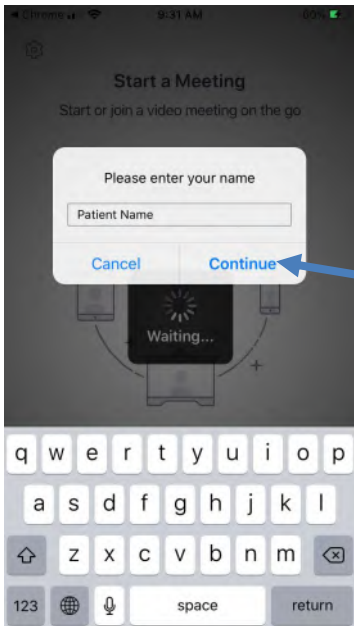 9:31 AM
Start a Meeting
Start or join a video meeting on the go
Please enter your name
Patient Name
Cancel Continue
Waiting...
q w e r t y u i o p
a s d f g h j k l
z x c v b n m
123 space return